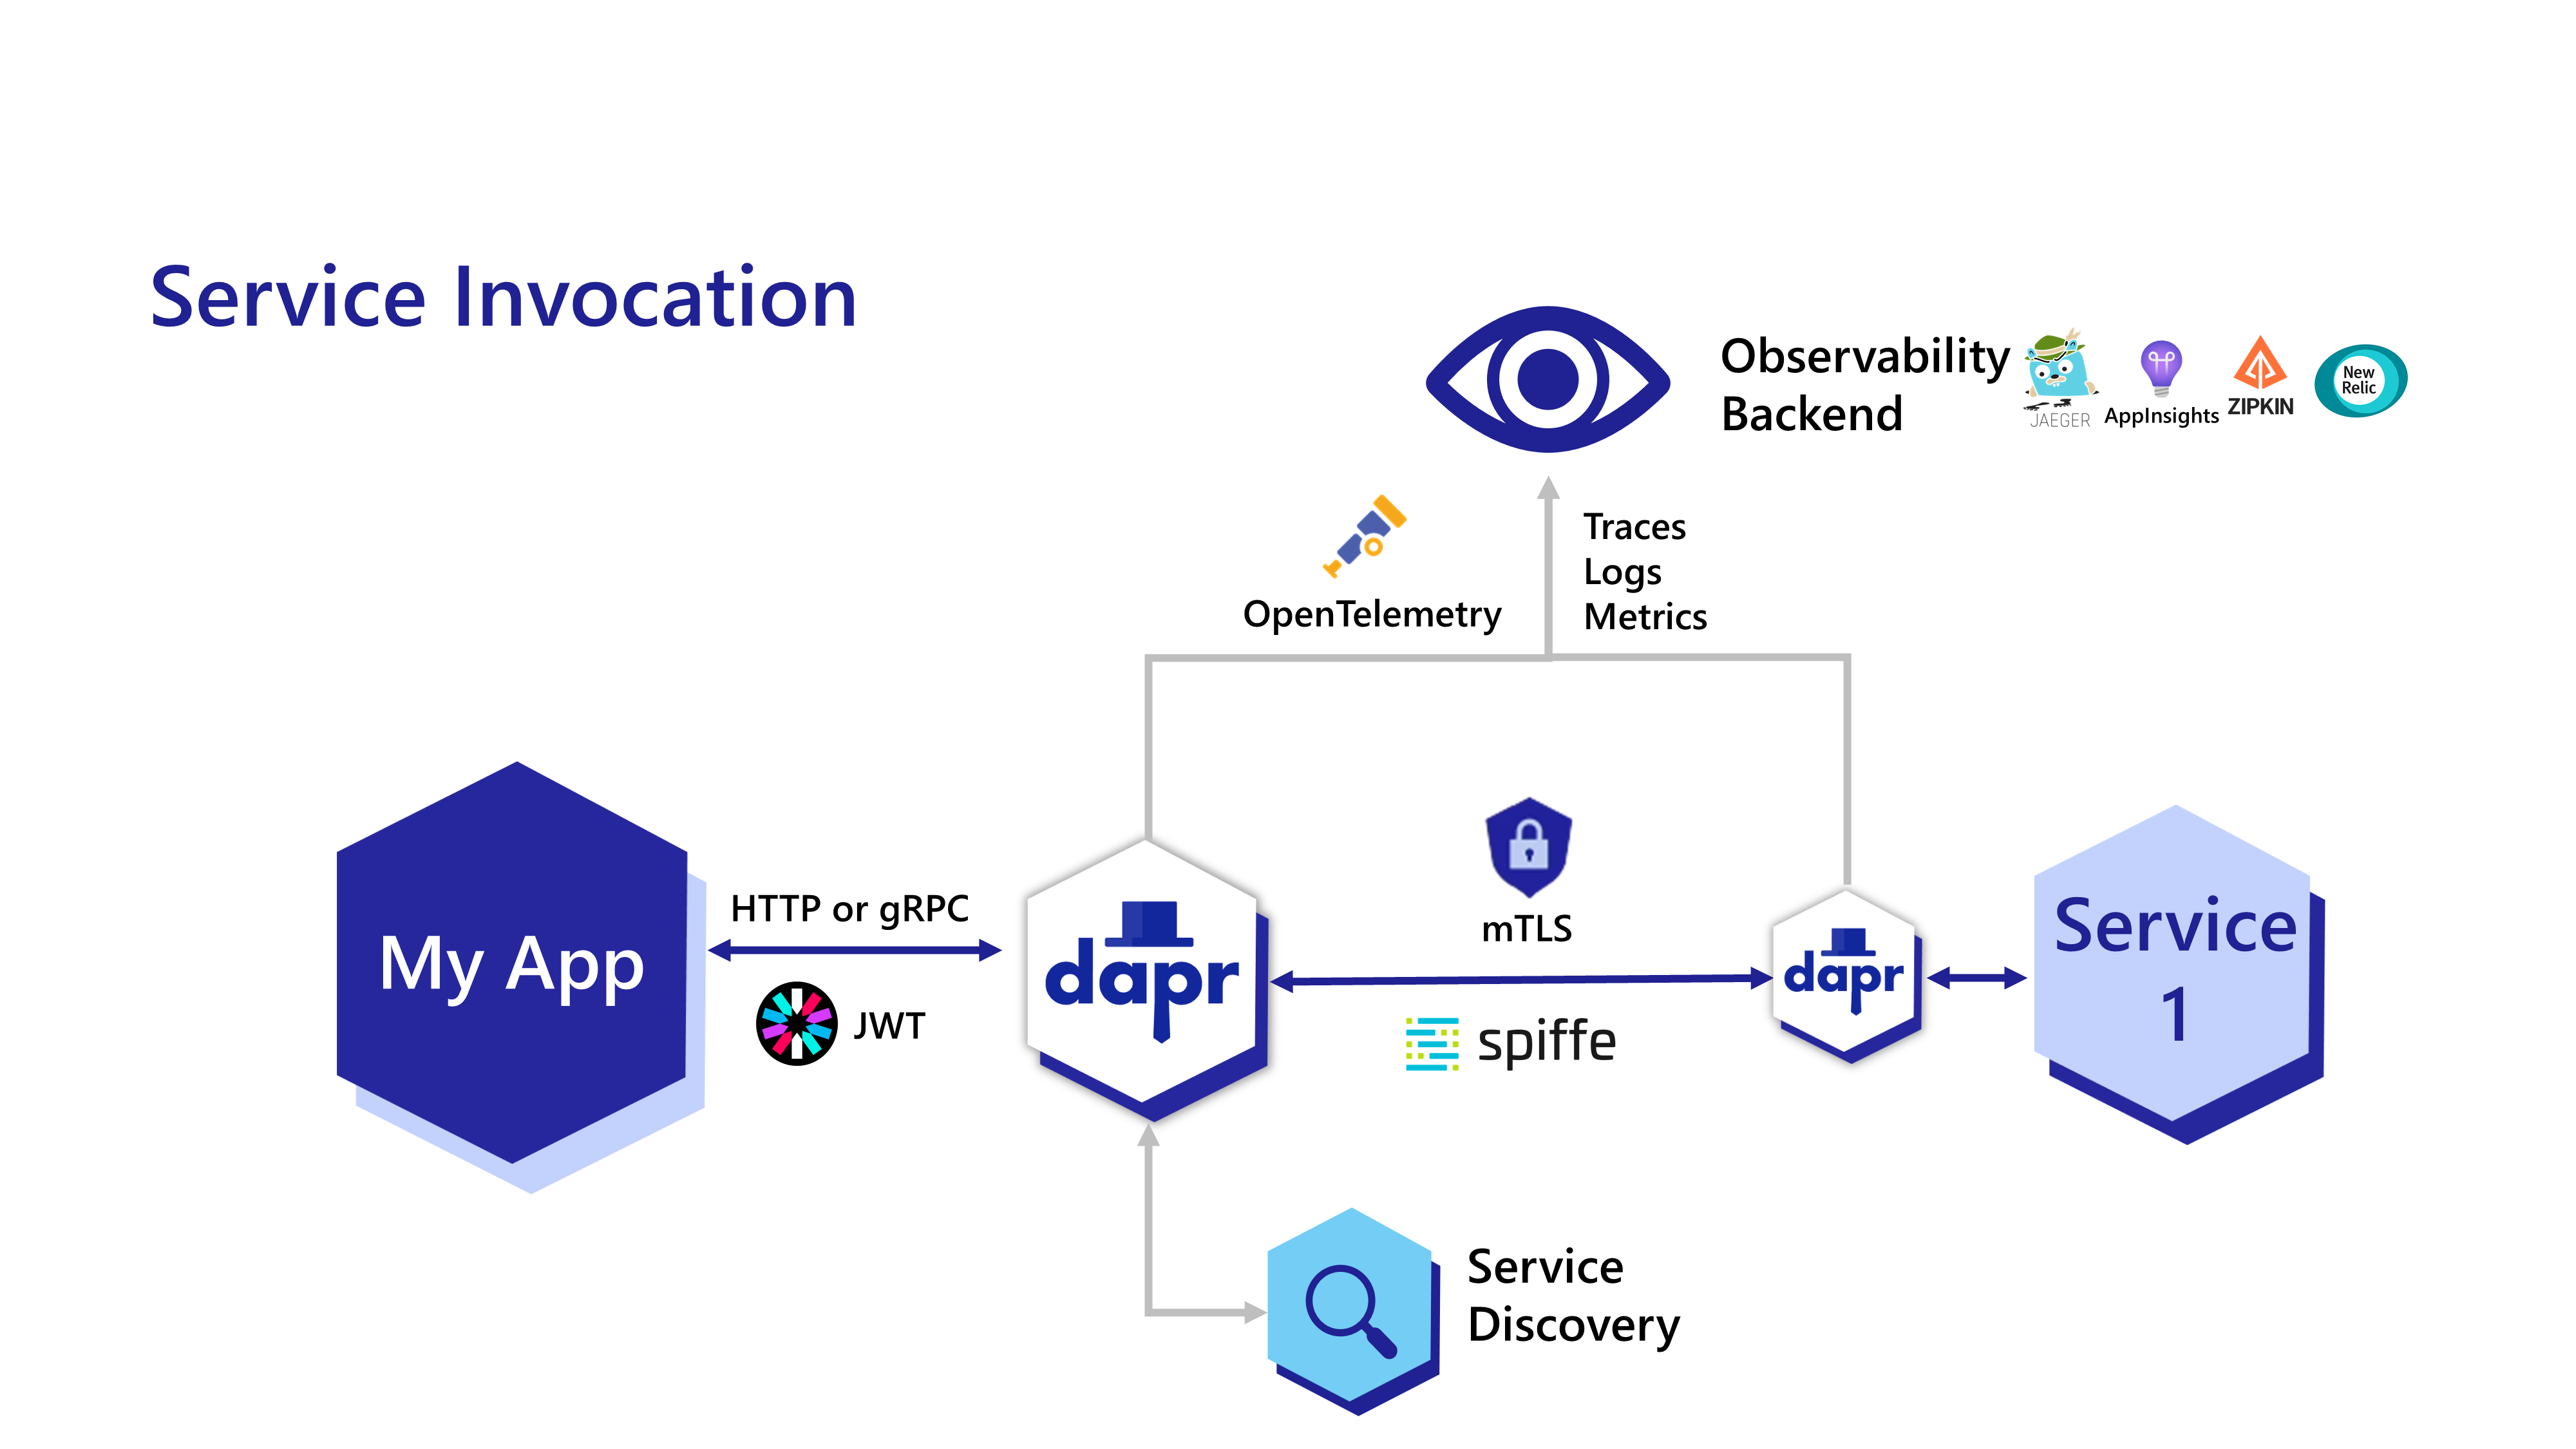 Service Invocation
Observability
Backend
JAEGER
AppInsights
ZIPKIN
New
Relic
OpenTelemetry
Traces
Logs
Metrics
My App
HTTP or gRPC
JWT
dapr
mTLS
spiffe
dapr
Service
1
Service
Discovery